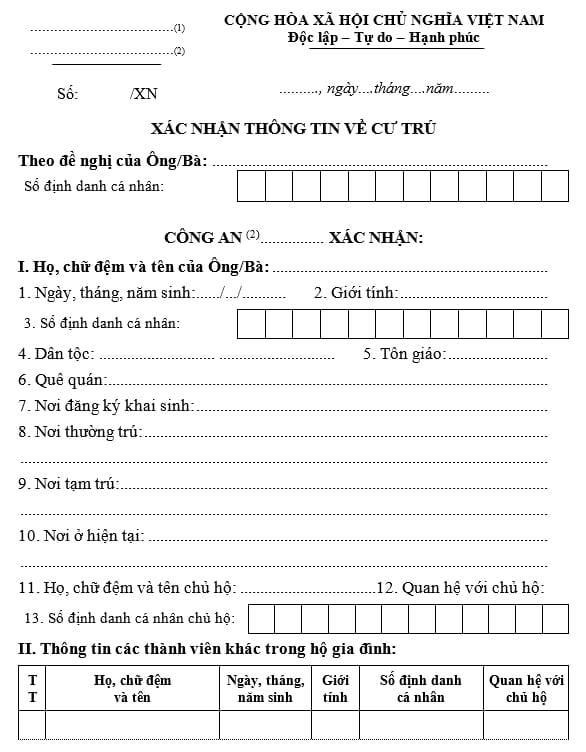 ..............................(1)
..............................(2)
CỘNG HÒA XÃ HỘI CHỦ NGHĨA VIỆT NAM
Độc lập – Tự do – Hạnh phúc
Số: /XN
.........., ngày....tháng....năm.........
XÁC NHẬN THÔNG TIN VỀ CƯ TRÚ
Theo đề nghị của Ông/Bà: ..............................
Số định danh cá nhân:
CÔNG AN (2)................ XÁC NHẬN:
I. Họ, chữ đệm và tên của Ông/Bà: ..............................
1. Ngày, tháng, năm sinh:...../.../........... 2. Giới tính:..............................
3. Số định danh cá nhân:
4. Dân tộc: ............................. ............................. 5. Tôn giáo:.........................
6. Quê quán:..............................
7. Nơi đăng ký khai sinh:..............................
8. Nơi thường trú:..............................
..............................
9. Nơi tạm trú:..............................
..............................
10. Nơi ở hiện tại: ..............................
..............................
11. Họ, chữ đệm và tên chủ hộ: ..................................12. Quan hệ với chủ hộ:
13. Số định danh cá nhân chủ hộ:
II. Thông tin các thành viên khác trong hộ gia đình:
T T | Họ, chữ đệm và tên | Ngày, tháng, năm sinh | Giới tính | Số định danh cá nhân | Quan hệ với chủ hộ